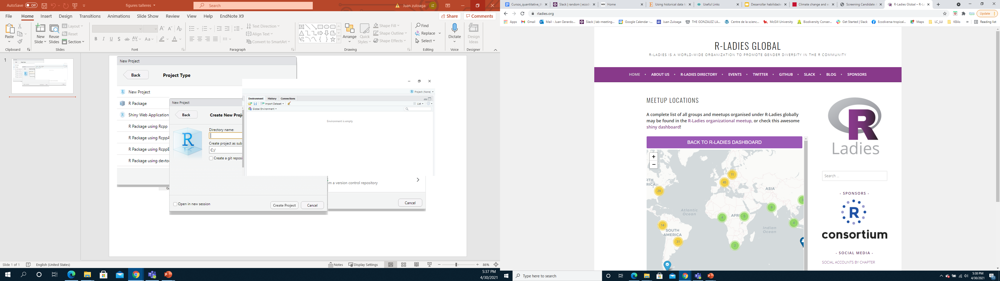 AutoSave Off
figures talleres
Search
Juan zuloaga
JZ
File Home Insert Design Transitions Animations Slide Show Review View Help EndNote X9
Share Comments
Paste
Clipboard
New Slide
Reuse Slides
Layout
Reset
Section
Slides
B I U S ab AV Aa A
Font
Text Direction
Align Text
Convert to SmartArt
Paragraph
Arrange
Quick Styles
Shape Fill
Shape Outline
Shape Effects
Drawing
Find
Replace
Select
Editing
Dictate
Voice
Design Ideas
Designer
1
New Project
Back
Project Type
New Project
R Package
Shiny Web Application
R Package using Rcpp
R Package using RcppA
R Package using RcppE
R Package using devto
New Project
Back
Create New Proj
Directory name:
Create project as sub
C:/
Create a git reposi
Open in new session
Create Project
Cancel
Project: (None)
Environment History Connections
Import Dataset
List
Global Environment
Environment is empty
m a version control repository
Cancel
Slide 1 of 1
English (United States)
Notes
Display Settings
86%
5:37 PM
4/30/2021
Cursos_quantitative_th
Slack | random | ecodiv
Home
Using historical data t
Useful Links
Desarrollar habilidade
Climate change and e
Screening Candidate A
R-Ladies Global – R-La
rladies.org
Update
Apps
Gmail
Mail - Juan Gerardo...
Slack | lab-meeting...
Google Calendar -...
Juan Zuloaga
THE GONZALEZ LA...
Centre de la scienc...
McGill University
Biodiversity Conser...
Get Started | Slack
Ecodiversa tropical...
Maps
LC_LU
KBAs
»
Reading list
R-LADIES GLOBAL
R-LADIES IS A WORLD-WIDE ORGANIZATION TO PROMOTE GENDER DIVERSITY IN THE R COMMUNITY
HOME • ABOUT US • R-LADIES DIRECTORY • EVENTS • TWITTER • GITHUB • SLACK • BLOG • SPONSORS
MEETUP LOCATIONS
A complete list of all groups and meetups organised under R-Ladies globally
may be found in the R-Ladies organizational meetup, or check this awesome
shiny dashboard!
BACK TO R-LADIES DASHBOARD
+
−
11
45
29
ASIA
9
Atlantic
Ocean
AFRICA
4
4
14
SOUTH
AMERICA
Indian
Ocean
31
2
R
Ladies
Search ...
- SPONSORS -
R
consortium
- SOCIAL MEDIA -
SOCIAL ACCOUNTS BY CHAPTER
Type here to search
5:38 PM
4/30/2021